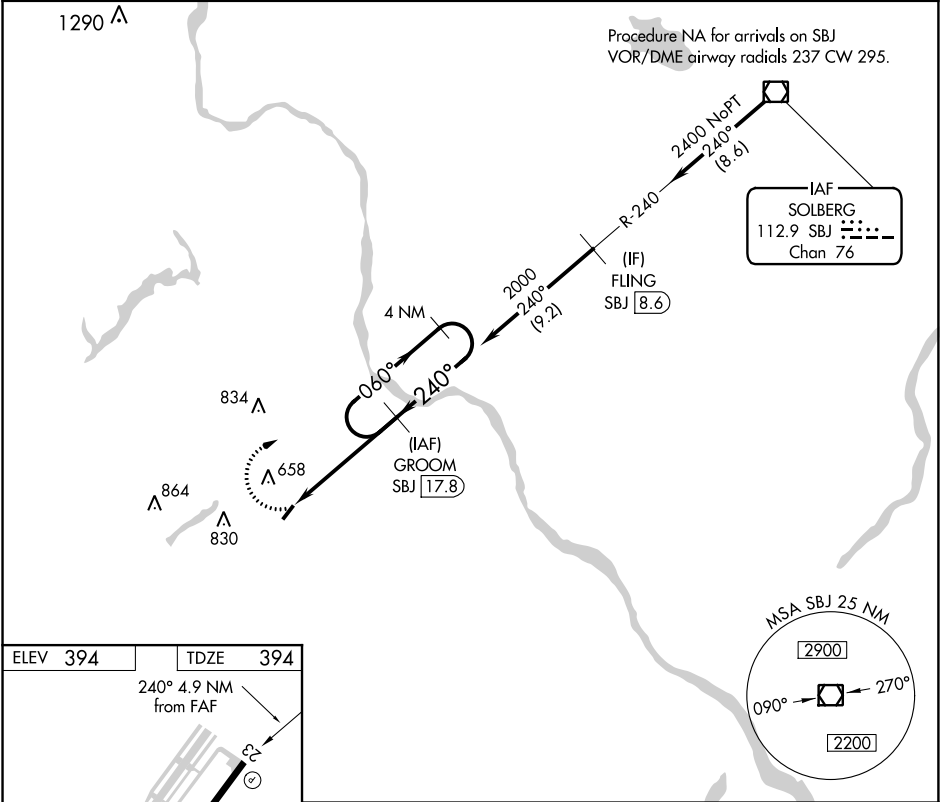 1290
Procedure NA for arrivals on SBJ
VOR/DME airway radials 237 CW 295.
2400 NoPT
240°
(8.6)
R-240
IAF
SOLBERG
112.9 SBJ
Chan 76
(IF)
FLING
SBJ 8.6
2000
240°
(9.2)
4 NM
060°
240°
(IAF)
GROOM
SBJ 17.8
834
658
864
830
MSA SBJ 25 NM
2900
090°
270°
2200
ELEV 394
TDZE 394
240° 4.9 NM
from FAF
23
P